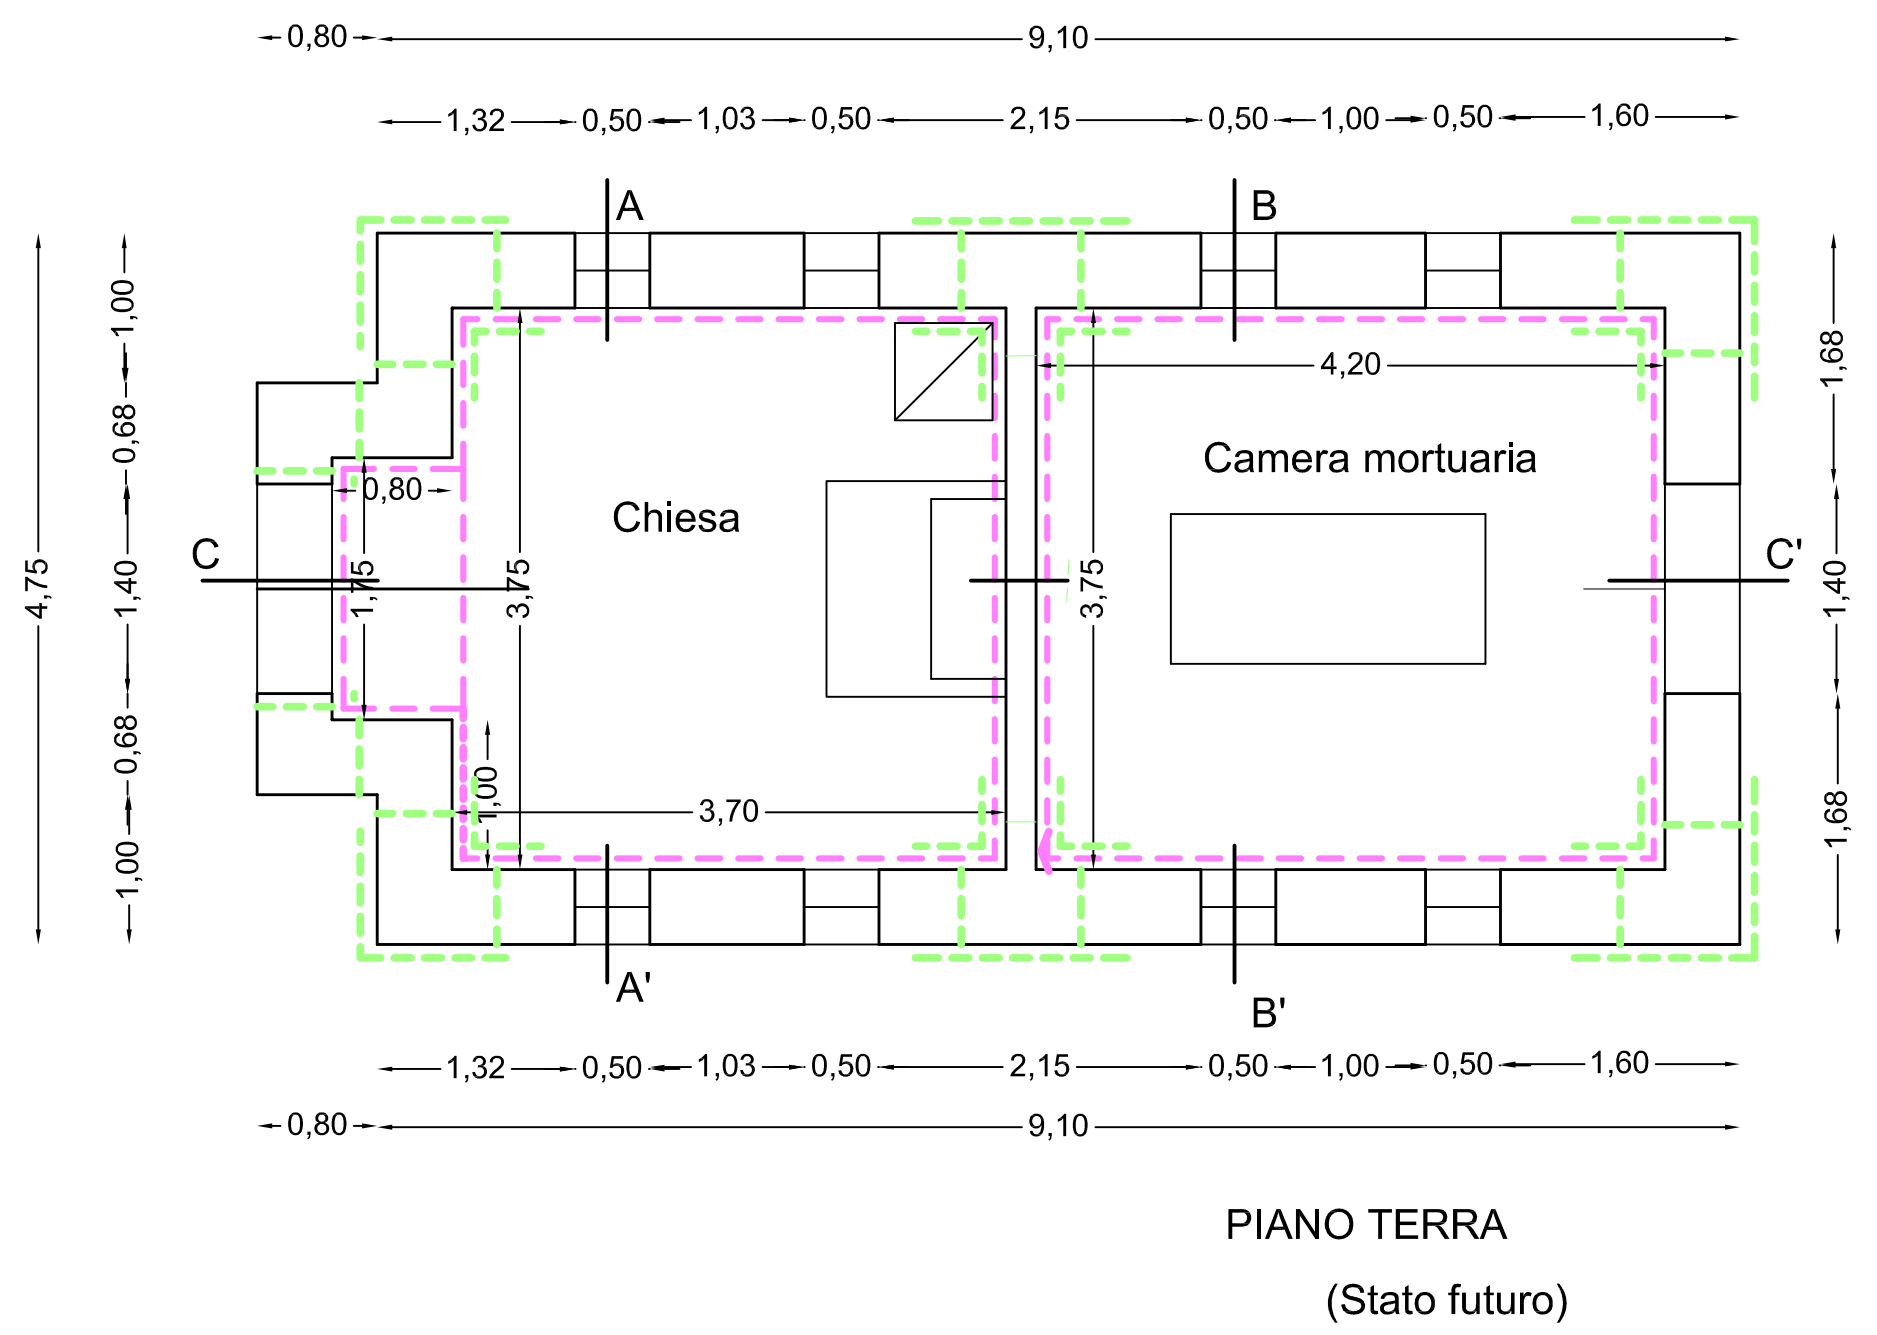 0,80 9,10
1,32 0,50 1,03 0,50 2,15 0,50 1,00 0,50 1,60
A B
4,75
1,00
0,68
1,40
0,68
1,00
1,68
1,40
1,68
4,20
Camera mortuaria
0,80
Chiesa
C C'
1,75
3,75
3,75
1,00
3,70
A'
B'
1,32 0,50 1,03 0,50 2,15 0,50 1,00 0,50 1,60
0,80 9,10
PIANO TERRA
(Stato futuro)